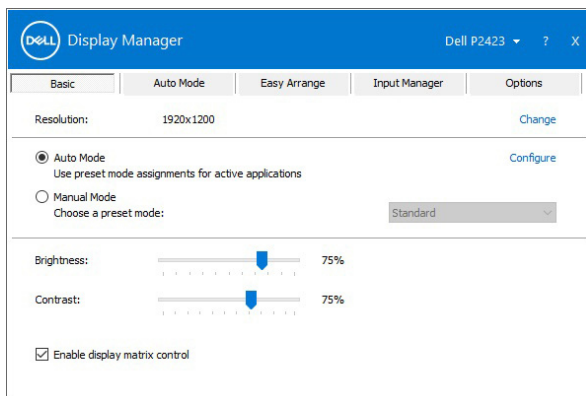 DELL Display Manager Dell P2423 ? X
Basic Auto Mode Easy Arrange Input Manager Options
Resolution: 1920x1200 Change
Auto Mode Configure
Use preset mode assignments for active applications
Manual Mode
Choose a preset mode: Standard
Brightness: 75%
Contrast: 75%
Enable display matrix control